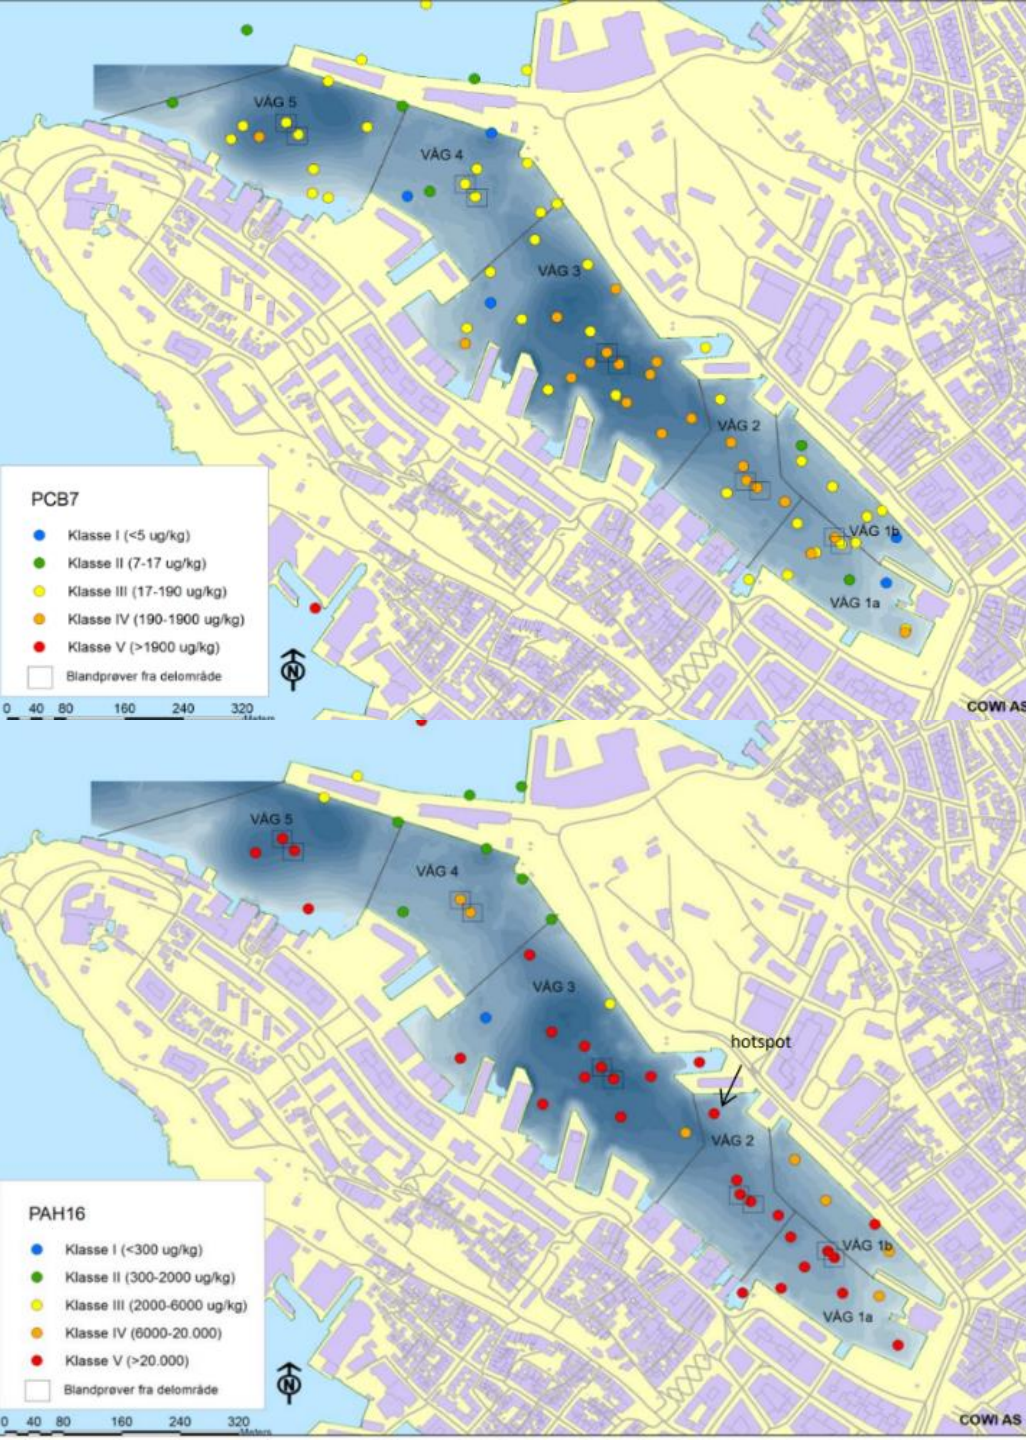 VÅG 5
VÅG 4
VÅG 3
VÅG 2
VÅG 1b
VÅG 1a
PCB7
Klasse I (<5 ug/kg)
Klasse II (7-17 ug/kg)
Klasse III (17-190 ug/kg)
Klasse IV (190-1900 ug/kg)
Klasse V (>1900 ug/kg)
Blandprøver fra delområde
N
0 40 80 160 240 320
Meters
COWI AS
VÅG 5
VÅG 4
VÅG 3
hotspot
VÅG 2
VÅG 1b
VÅG 1a
PAH16
Klasse I (<300 ug/kg)
Klasse II (300-2000 ug/kg)
Klasse III (2000-6000 ug/kg)
Klasse IV (6000-20.000)
Klasse V (>20.000)
Blandprøver fra delområde
N
0 40 80 160 240 320
Meters
COWI AS